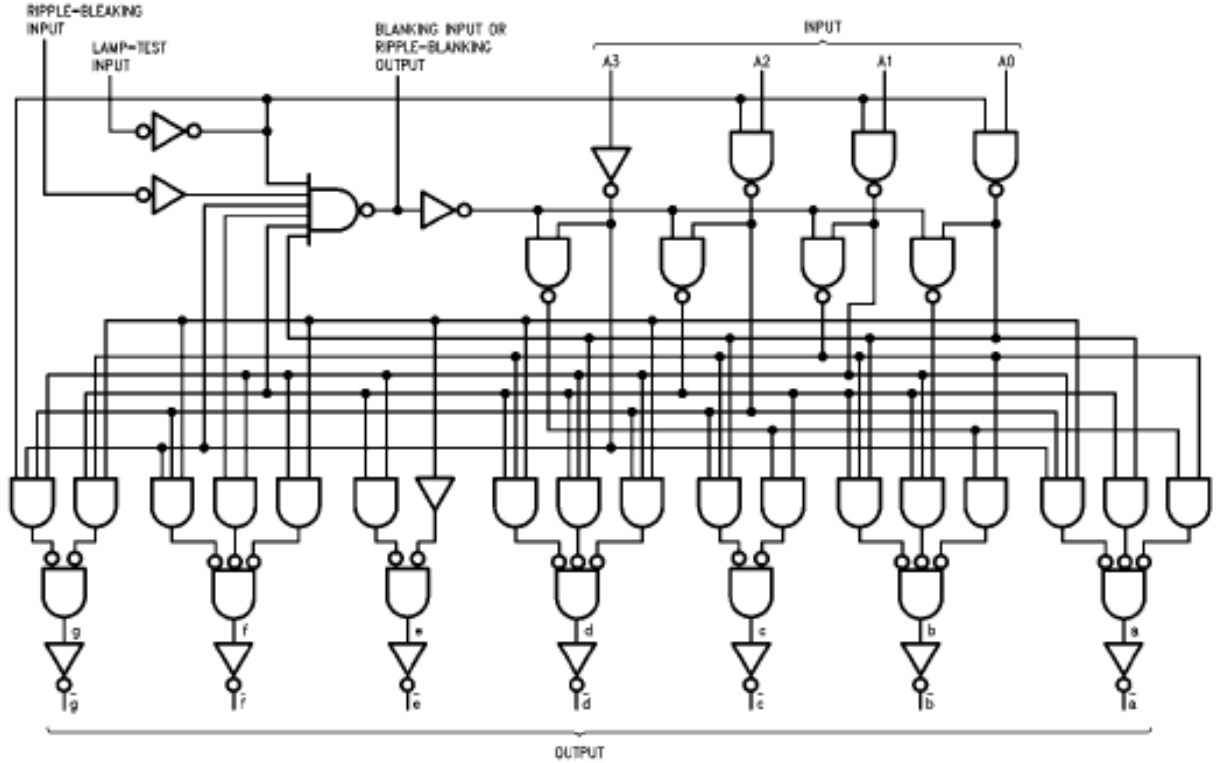 RIPPLE-BLEAKING
INPUT
LAMP-TEST
INPUT
BLANKING INPUT OR
RIPPLE-BLANKING
OUTPUT
INPUT
A3
A2
A1
A0
g
f
e
d
c
b
a
g̅
f̅
e̅
d̅
c̅
b̅
a̅
OUTPUT